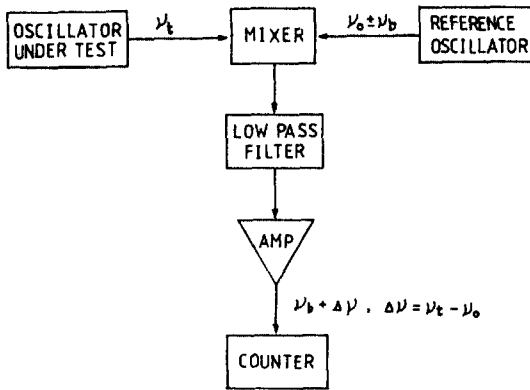 OSCILLATOR
UNDER TEST
ν_t
MIXER
ν_o ± ν_b
REFERENCE
OSCILLATOR
LOW PASS
FILTER
AMP
ν_b + Δν, Δν = ν_t − ν_o
COUNTER